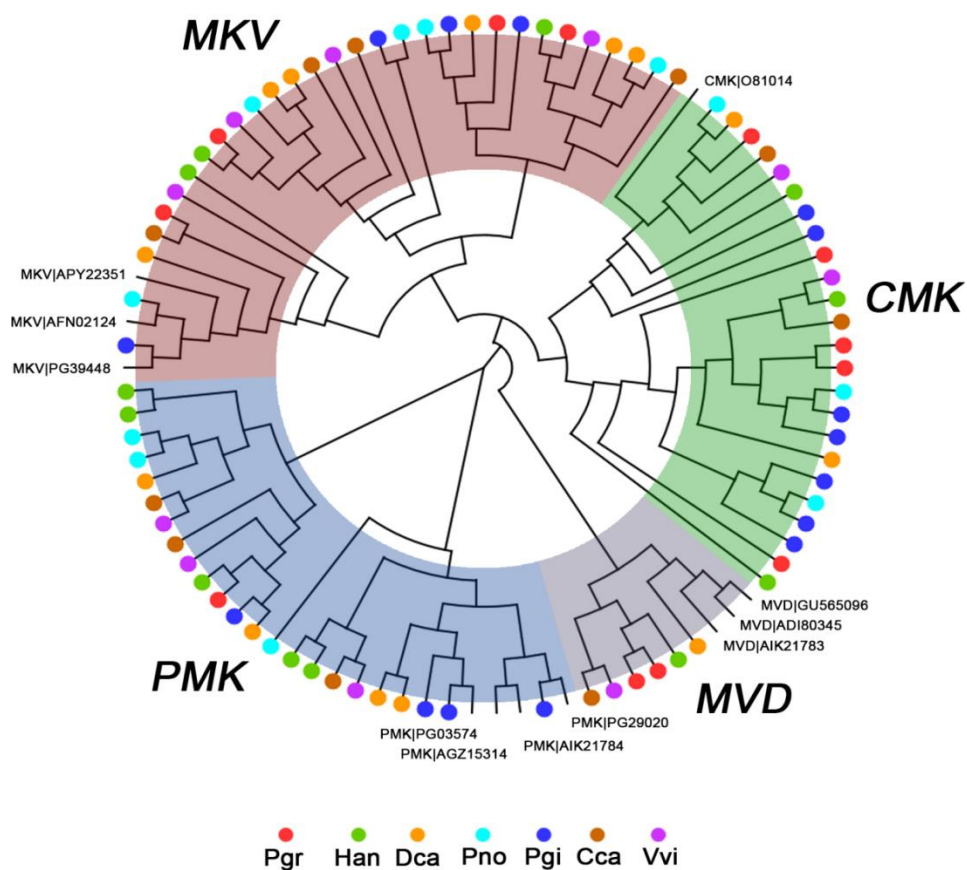 MKV
CMK|O81014
MKV|APY22351
CMK
MKV|AFN02124
MKV|PG39448
MVD|GU565096
MVD|ADI80345
MVD|AIK21783
PMK
MVD
PMK|PG29020
PMK|PG03574
PMK|AIK21784
PMK|AGZ15314
Pgr Han Dca Pno Pgi Cca Vvi